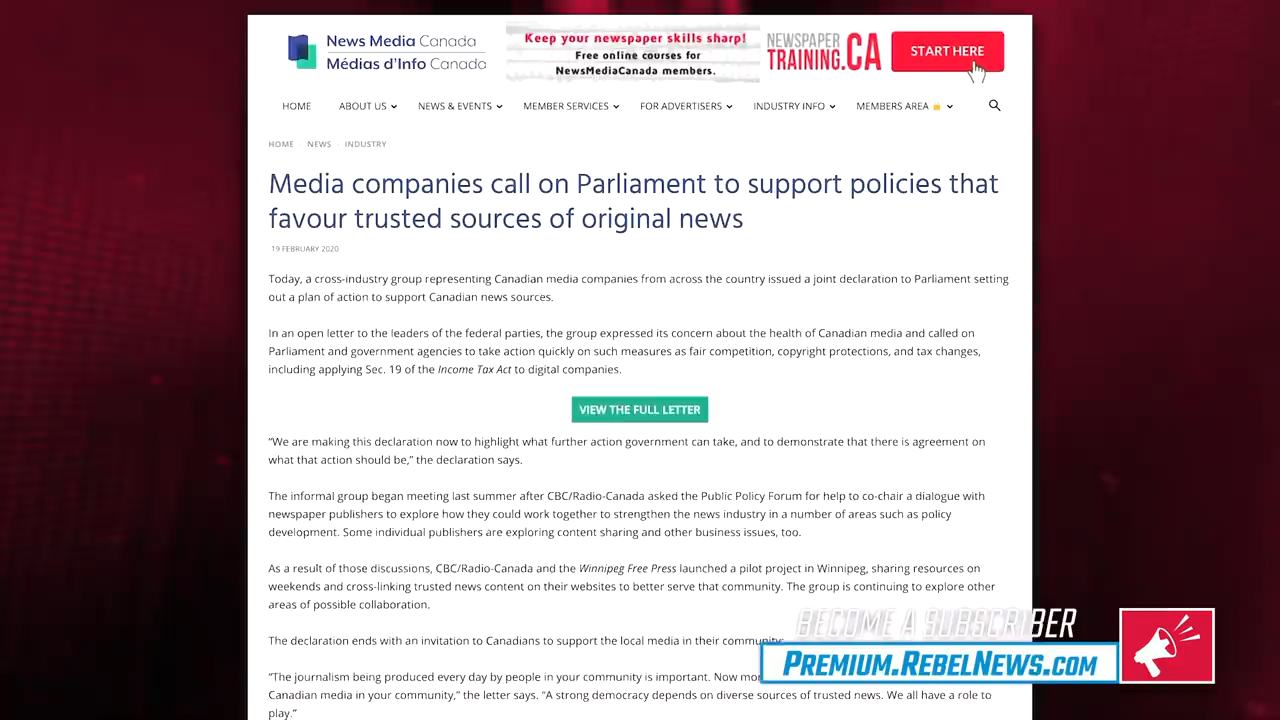 News Media Canada
Médias d'Info Canada
Keep your newspaper skills sharp!
Free online courses for
NewsMediaCanada members.
NEWSPAPER
TRAINING.CA
START HERE
HOME ABOUT US NEWS & EVENTS MEMBER SERVICES FOR ADVERTISERS INDUSTRY INFO MEMBERS AREA
HOME NEWS INDUSTRY
Media companies call on Parliament to support policies that
favour trusted sources of original news
19 FEBRUARY 2020
Today, a cross-industry group representing Canadian media companies from across the country issued a joint declaration to Parliament setting
out a plan of action to support Canadian news sources.
In an open letter to the leaders of the federal parties, the group expressed its concern about the health of Canadian media and called on
Parliament and government agencies to take action quickly on such measures as fair competition, copyright protections, and tax changes,
including applying Sec. 19 of the Income Tax Act to digital companies.
VIEW THE FULL LETTER
“We are making this declaration now to highlight what further action government can take, and to demonstrate that there is agreement on
what that action should be,” the declaration says.
The informal group began meeting last summer after CBC/Radio-Canada asked the Public Policy Forum for help to co-chair a dialogue with
newspaper publishers to explore how they could work together to strengthen the news industry in a number of areas such as policy
development. Some individual publishers are exploring content sharing and other business issues, too.
As a result of those discussions, CBC/Radio-Canada and the Winnipeg Free Press launched a pilot project in Winnipeg, sharing resources on
weekends and cross-linking trusted news content on their websites to better serve that community. The group is continuing to explore other
areas of possible collaboration.
The declaration ends with an invitation to Canadians to support the local media in their community:
“The journalism being produced every day by people in your community is important. Now
Canadian media in your community,” the letter says. “A strong democracy depends on diverse sources of trusted news. We all have a role to
play.”
BECOME A SUBSCRIBER
PREMIUM.REBELNEWS.COM